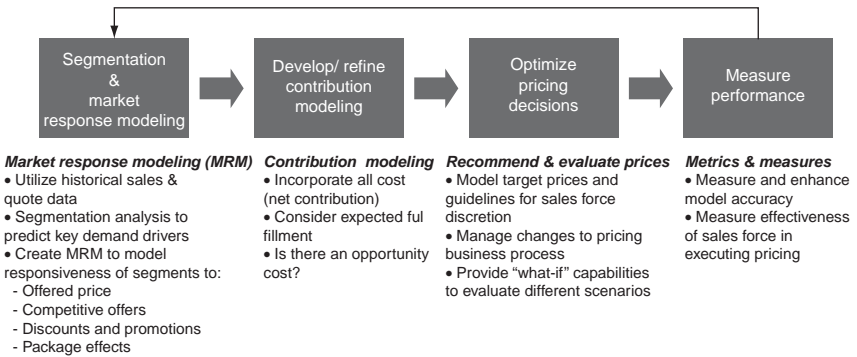 Segmentation
&
market
response modeling
Develop/ refine
contribution
modeling
Optimize
pricing
decisions
Measure
performance
Market response modeling (MRM)
• Utilize historical sales &
quote data
• Segmentation analysis to
predict key demand drivers
• Create MRM to model
responsiveness of segments to:
- Offered price
- Competitive offers
- Discounts and promotions
- Package effects
Contribution modeling
• Incorporate all cost
(net contribution)
• Consider expected ful
fillment
• Is there an opportunity
cost?
Recommend & evaluate prices
• Model target prices and
guidelines for sales force
discretion
• Manage changes to pricing
business process
• Provide “what-if” capabilities
to evaluate different scenarios
Metrics & measures
• Measure and enhance
model accuracy
• Measure effectiveness
of sales force in
executing pricing